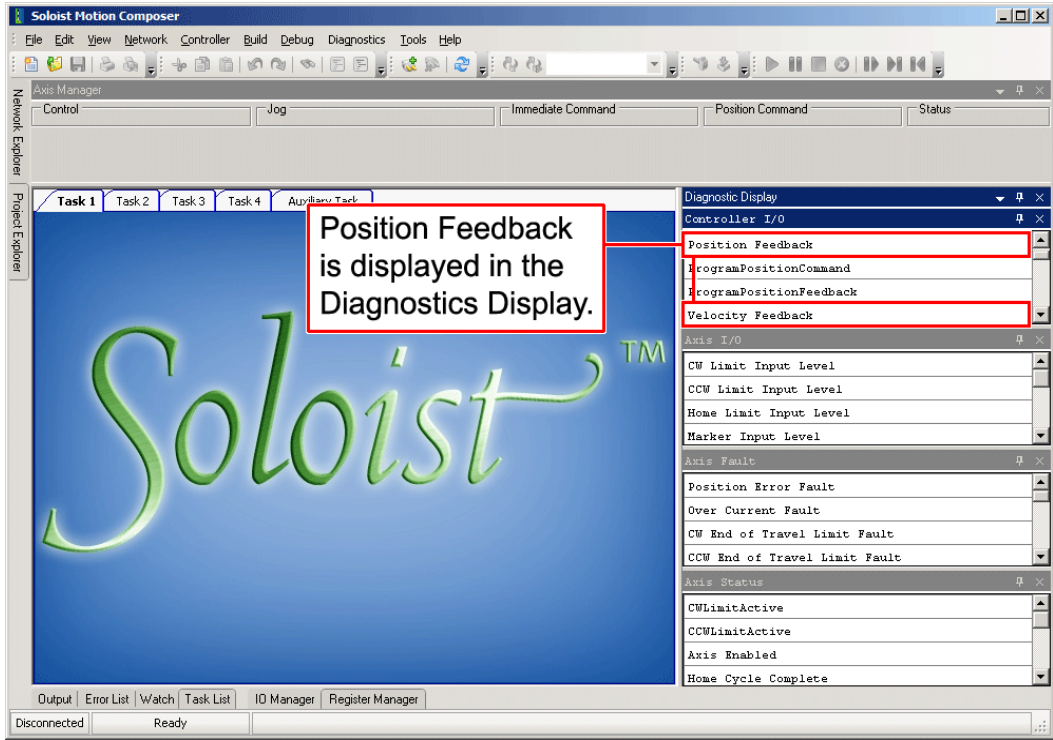 Soloist Motion Composer
File Edit View Network Controller Build Debug Diagnostics Tools Help
Axis Manager
Control
Jog
Immediate Command
Position Command
Status
Network Explorer
Project Explorer
Task 1
Task 2
Task 3
Task 4
Auxiliary Task
Position Feedback
is displayed in the
Diagnostics Display.
Soloist™
Diagnostic Display
Controller I/O
Position Feedback
ProgramPositionCommand
ProgramPositionFeedback
Velocity Feedback
Axis I/O
CW Limit Input Level
CCW Limit Input Level
Home Limit Input Level
Marker Input Level
Axis Fault
Position Error Fault
Over Current Fault
CW End of Travel Limit Fault
CCW End of Travel Limit Fault
Axis Status
CWLimitActive
CCWLimitActive
Axis Enabled
Home Cycle Complete
Output Error List Watch Task List IO Manager Register Manager
Disconnected Ready